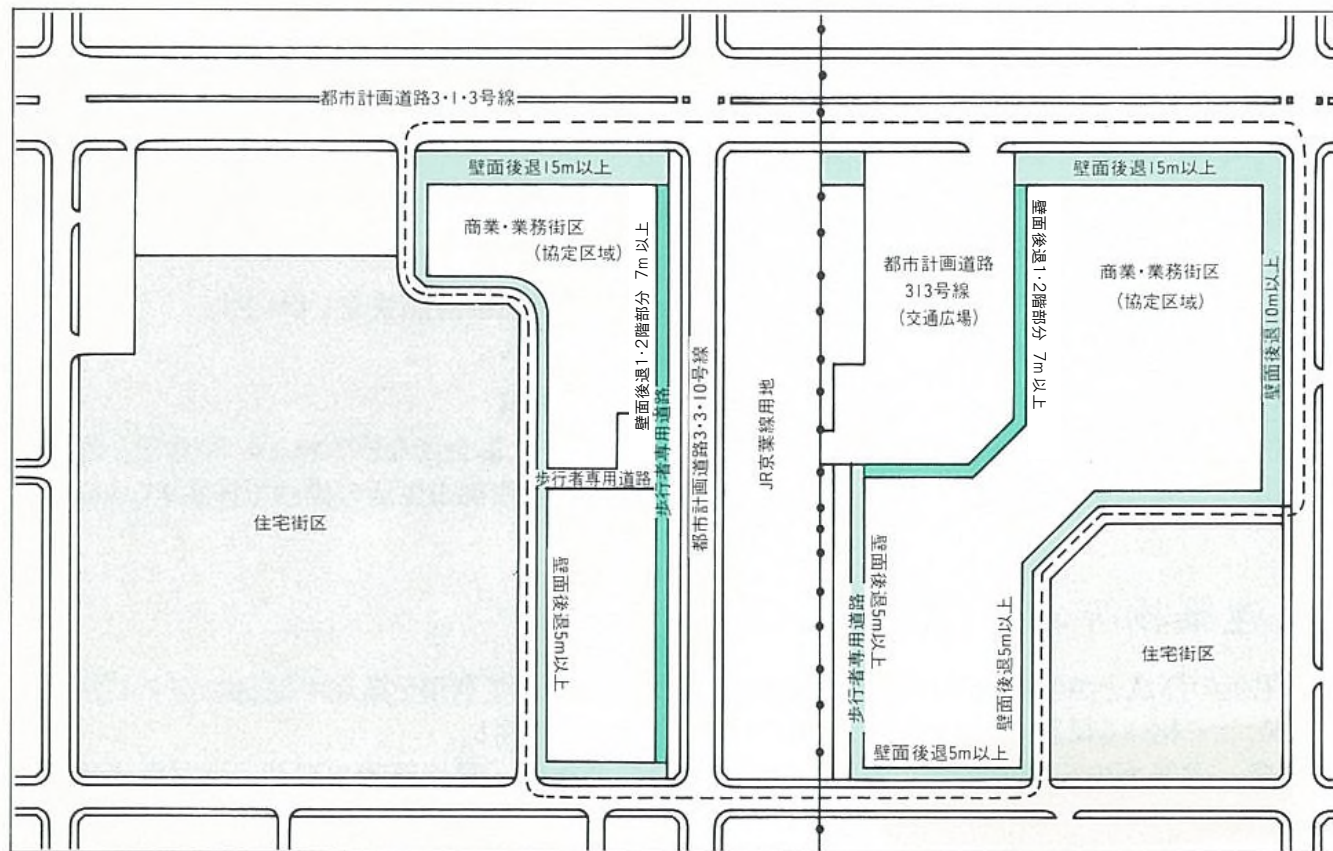 都市計画道路3・1・3号線
壁面後退15m以上
商業・業務街区
(協定区域)
壁面後退1・2階部分 7m以上
歩行者専用道路
歩行者専用道路
壁面後退5m以上
住宅街区
都市計画道路3・3・10号線
JR京葉線用地
都市計画道路
313号線
(交通広場)
壁面後退1・2階部分 7m以上
壁面後退15m以上
商業・業務街区
(協定区域)
壁面後退10m以上
歩行者専用道路
壁面後退5m以上
壁面後退5m以上
壁面後退5m以上
住宅街区